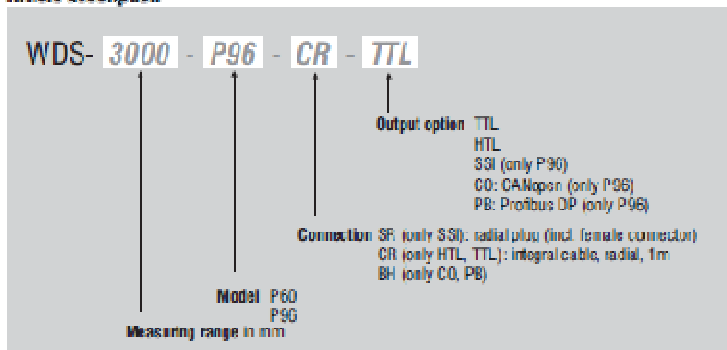 WDS- 3000 - P96 - CR - TTL
Output option TTL
HTL
SSI (only P96)
CO: CANopen (only P96)
PB: Profibus DP (only P96)
Connection SR (only SSI): radial plug (incl. female connector)
CR (only HTL, TTL): integral cable, radial, 1m
BH (only CO, PB)
Model P60
P96
Measuring range in mm